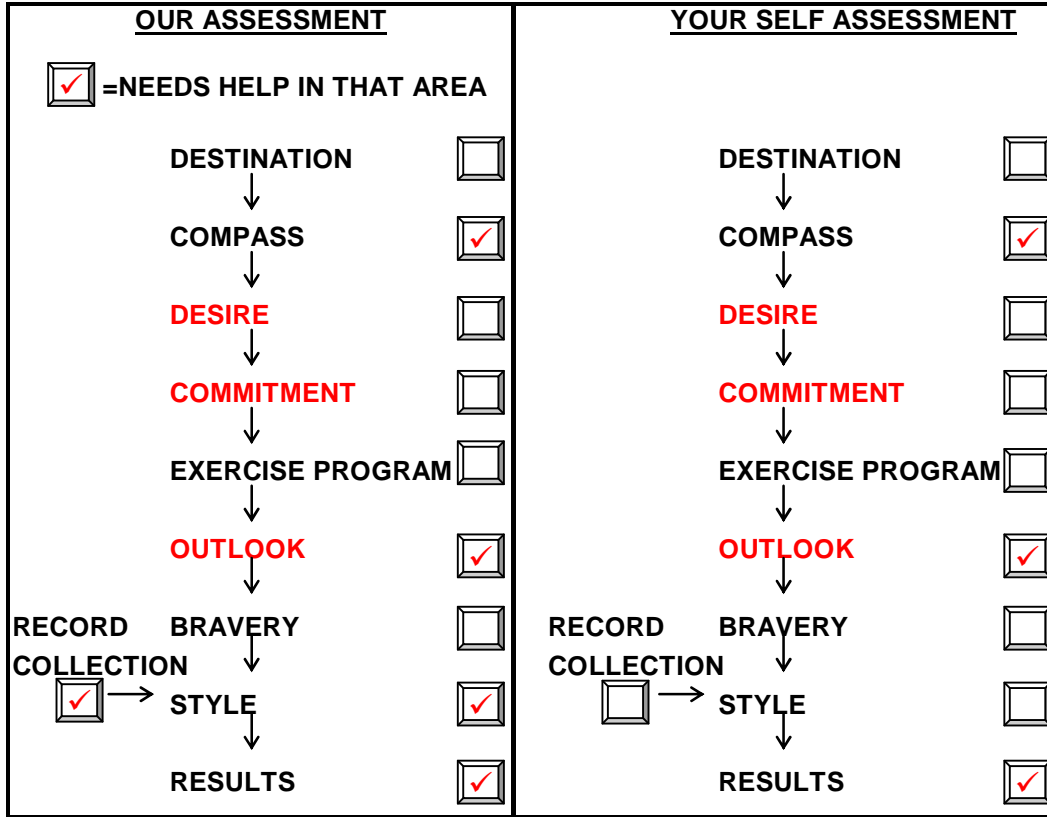 OUR ASSESSMENT
=NEEDS HELP IN THAT AREA
DESTINATION
COMPASS
DESIRE
COMMITMENT
EXERCISE PROGRAM
OUTLOOK
RECORD BRAVERY
COLLECTION
STYLE
RESULTS
YOUR SELF ASSESSMENT
DESTINATION
COMPASS
DESIRE
COMMITMENT
EXERCISE PROGRAM
OUTLOOK
RECORD BRAVERY
COLLECTION
STYLE
RESULTS